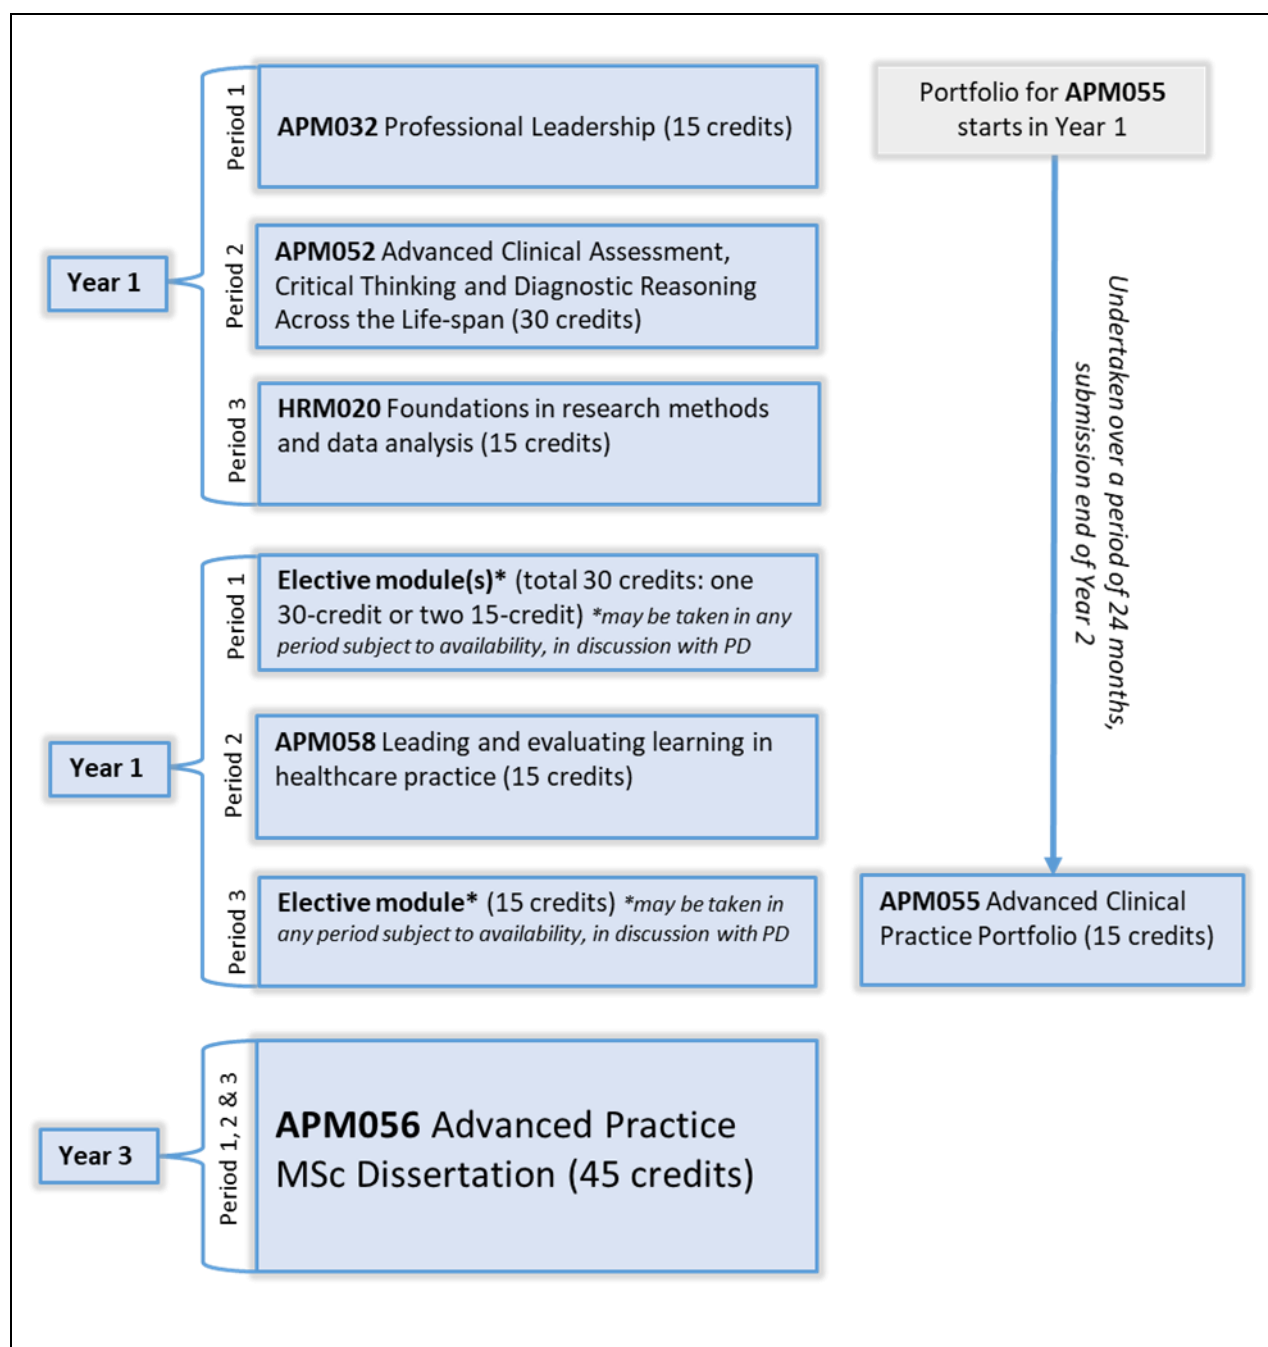 Year 1
Period 1
APM032 Professional Leadership (15 credits)
Period 2
APM052 Advanced Clinical Assessment,
Critical Thinking and Diagnostic Reasoning
Across the Life-span (30 credits)
Period 3
HRM020 Foundations in research methods
and data analysis (15 credits)
Year 1
Period 1
Elective module(s)* (total 30 credits: one
30-credit or two 15-credit) *may be taken in any
period subject to availability, in discussion with PD
Period 2
APM058 Leading and evaluating learning in
healthcare practice (15 credits)
Period 3
Elective module* (15 credits) *may be taken in
any period subject to availability, in discussion with PD
Year 3
Period 1, 2 & 3
APM056 Advanced Practice
MSc Dissertation (45 credits)
Portfolio for APM055
starts in Year 1
Undertaken over a period of 24 months,
submission end of Year 2
APM055 Advanced Clinical
Practice Portfolio (15 credits)